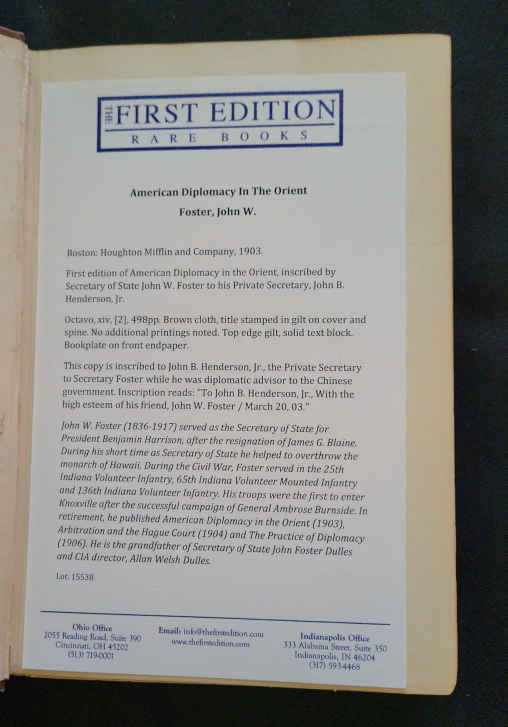 THE FIRST EDITION
RARE BOOKS
American Diplomacy In The Orient
Foster, John W.
Boston: Houghton Mifflin and Company, 1903.
First edition of American Diplomacy in the Orient, inscribed by
Secretary of State John W. Foster to his Private Secretary, John B.
Henderson, Jr.
Octavo, xiv, [2], 498pp. Brown cloth, title stamped in gilt on cover and
spine. No additional printings noted. Top edge gilt, solid text block.
Bookplate on front endpaper.
This copy is inscribed to John B. Henderson, Jr., the Private Secretary
to Secretary Foster while he was diplomatic advisor to the Chinese
government. Inscription reads: "To John B. Henderson, Jr., With the
high esteem of his friend, John W. Foster / March 20, 03."
John W. Foster (1836-1917) served as the Secretary of State for
President Benjamin Harrison, after the resignation of James G. Blaine.
During his short time as Secretary of State he helped to overthrow the
monarch of Hawaii. During the Civil War, Foster served in the 25th
Indiana Volunteer Infantry, 65th Indiana Volunteer Mounted Infantry
and 136th Indiana Volunteer Infantry. His troops were the first to enter
Knoxville after the successful campaign of General Ambrose Burnside. In
retirement, he published American Diplomacy in the Orient (1903),
Arbitration and the Hague Court (1904) and The Practice of Diplomacy
(1906). He is the grandfather of Secretary of State John Foster Dulles
and CIA director, Allan Welsh Dulles.
Lot: 15538
Ohio Office
2055 Reading Road, Suite 390
Cincinnati, OH 45202
(513) 719-0001
Email: info@thefirstedition.com
www.thefirstedition.com
Indianapolis Office
333 Alabama Street, Suite 350
Indianapolis, IN 46204
(317) 593-4468